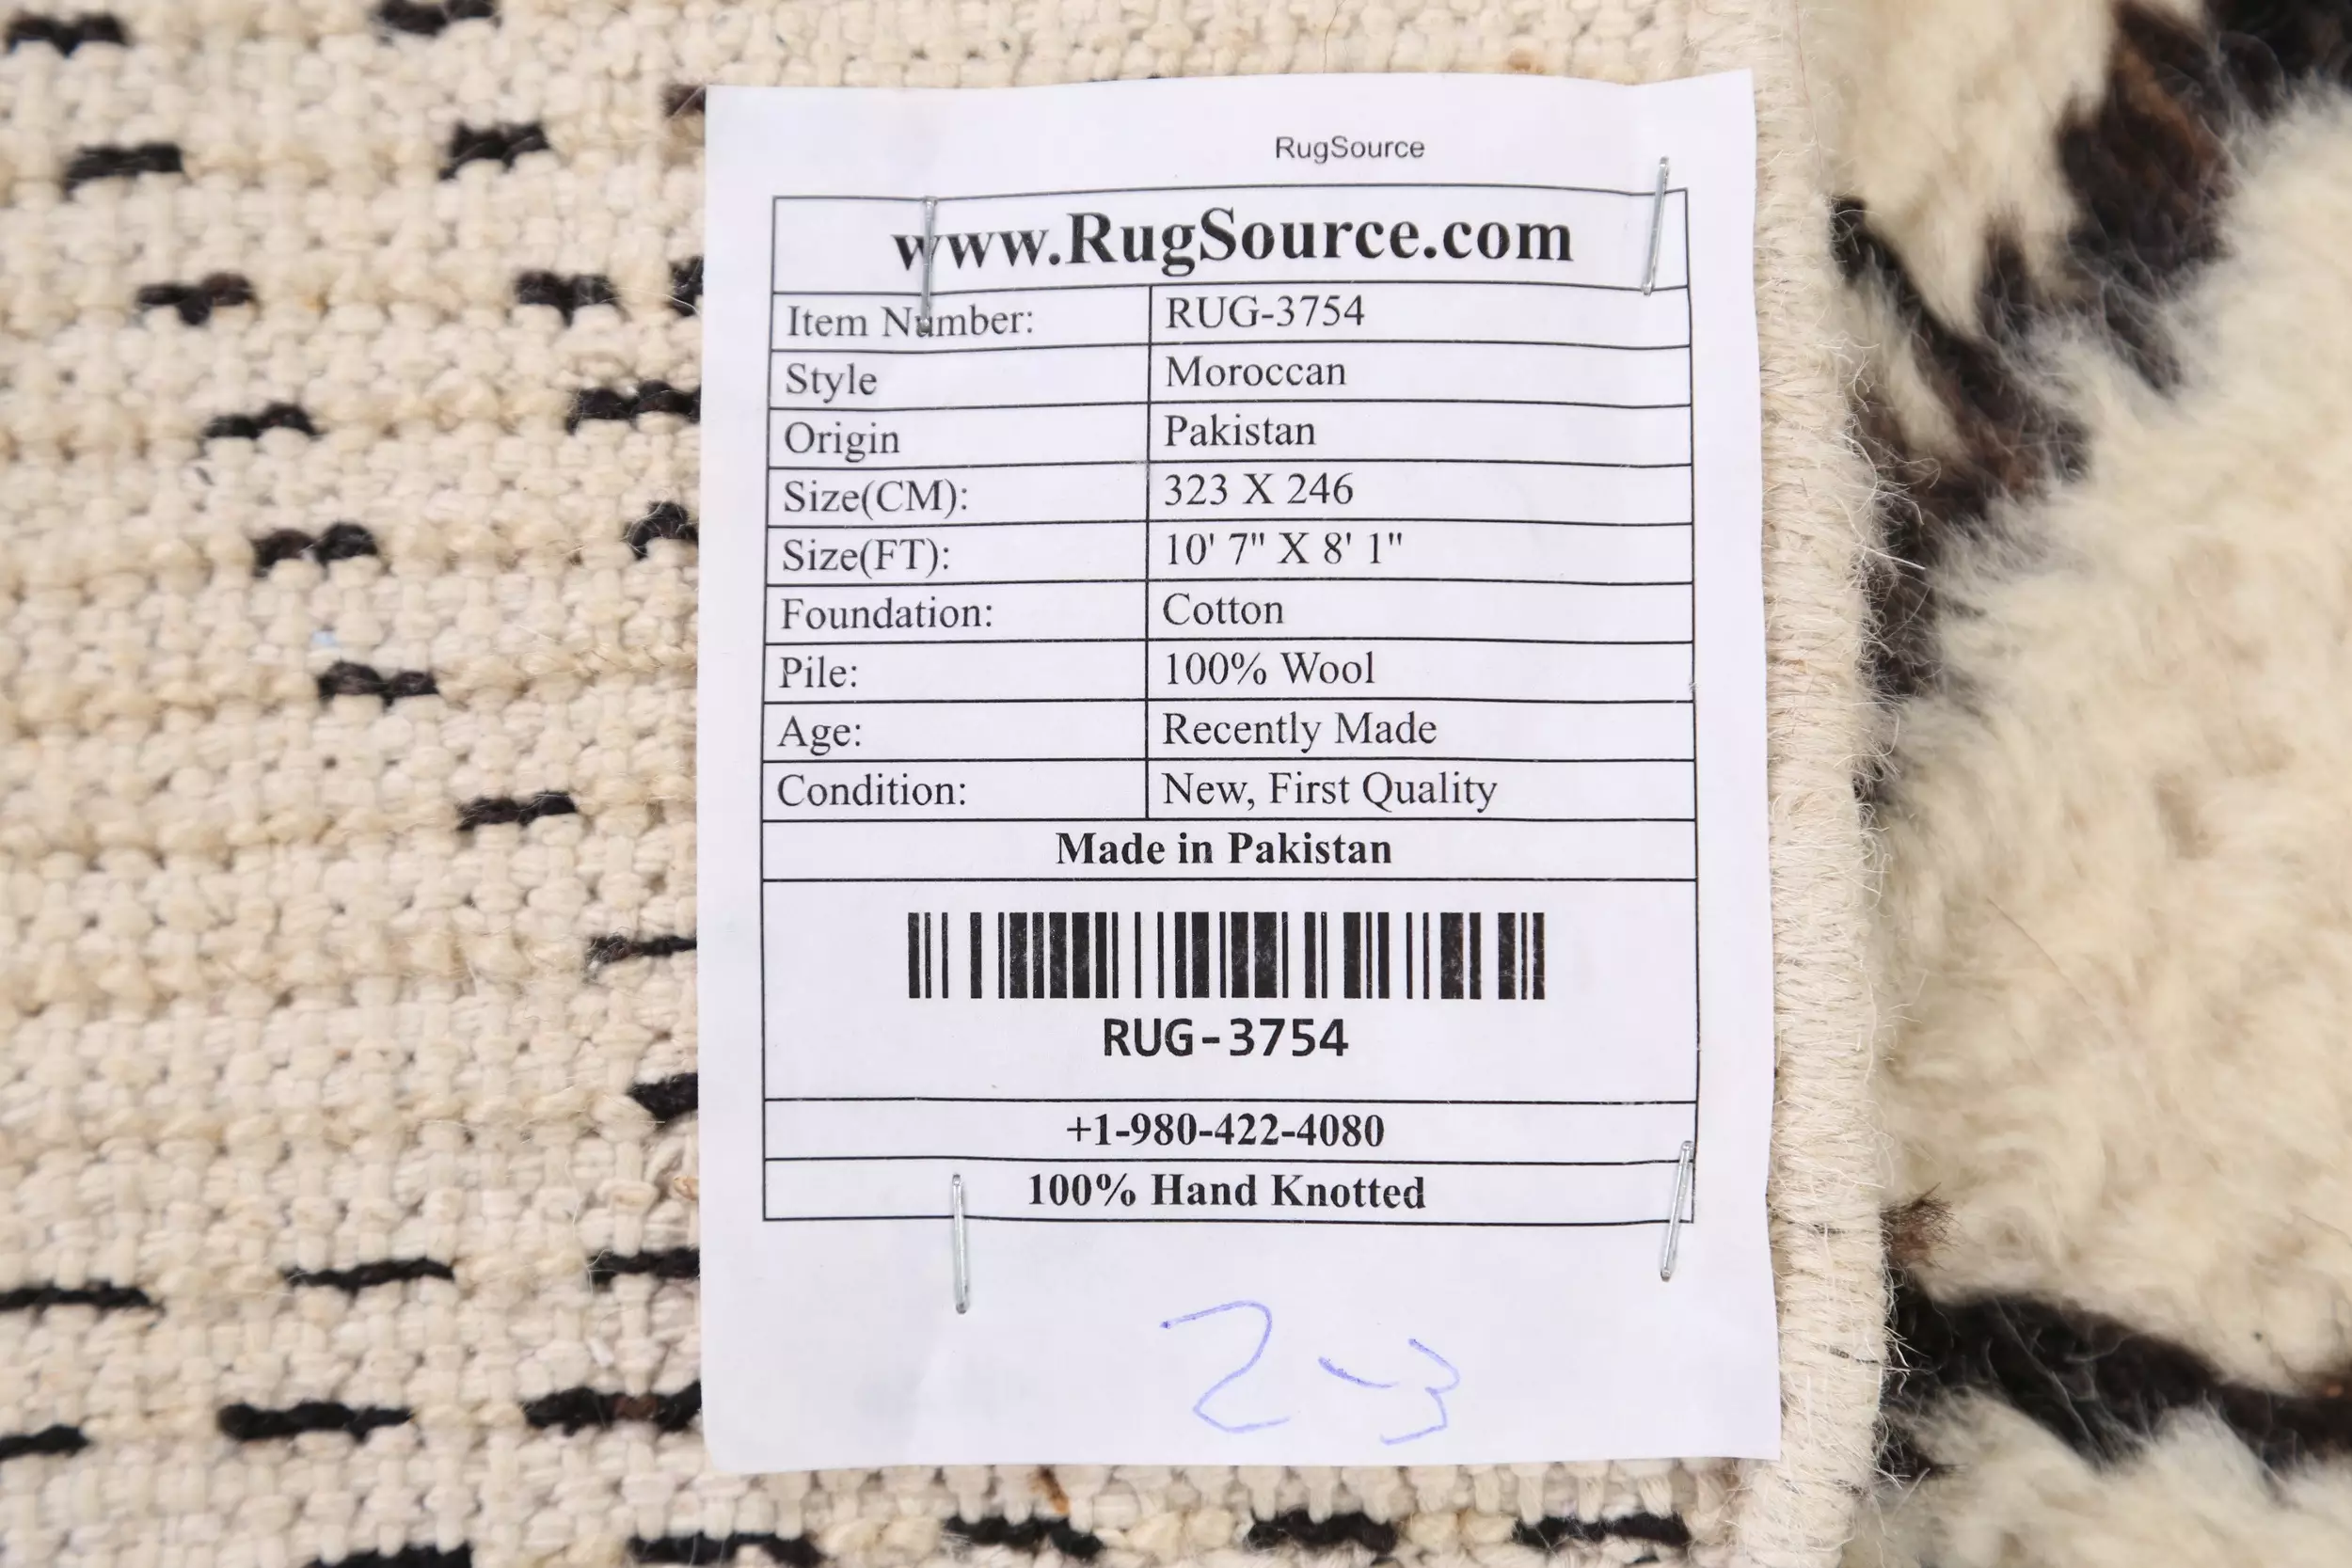 RugSource
www.RugSource.com
Item Number: RUG-3754
Style Moroccan
Origin Pakistan
Size(CM): 323 X 246
Size(FT): 10' 7" X 8' 1"
Foundation: Cotton
Pile: 100% Wool
Age: Recently Made
Condition: New, First Quality
Made in Pakistan
RUG-3754
+1-980-422-4080
100% Hand Knotted
2-3